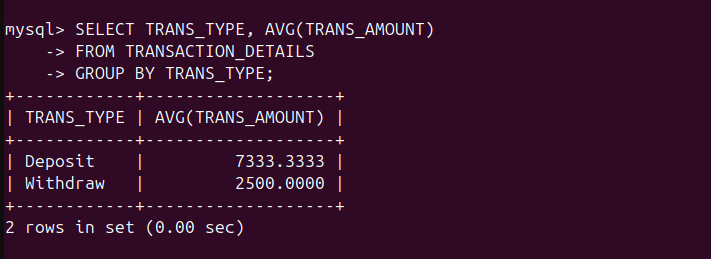 mysql> SELECT TRANS_TYPE, AVG(TRANS_AMOUNT)
    -> FROM TRANSACTION_DETAILS
    -> GROUP BY TRANS_TYPE;
+------------+-------------------+
| TRANS_TYPE | AVG(TRANS_AMOUNT) |
+------------+-------------------+
| Deposit    |         7333.3333 |
| Withdraw   |         2500.0000 |
+------------+-------------------+
2 rows in set (0.00 sec)